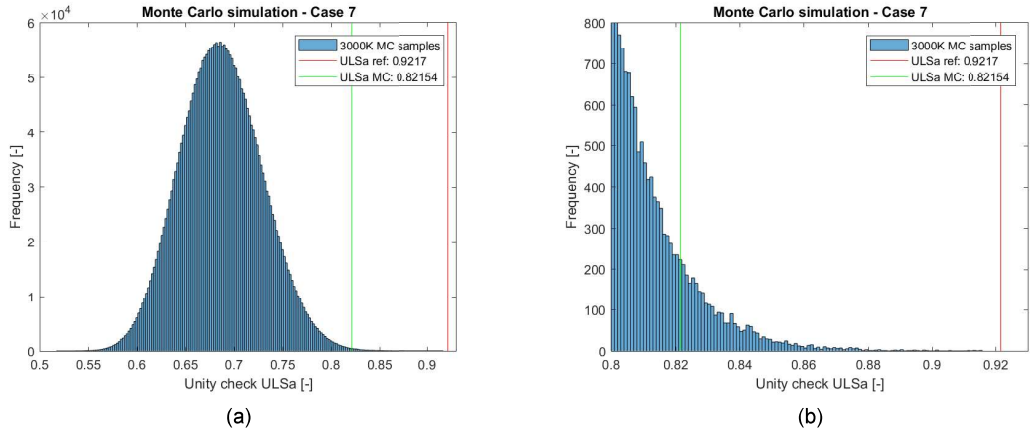 Monte Carlo simulation - Case 7
×10⁴
6
5
4
3
2
1
0
Frequency [-]
3000K MC samples
ULSa ref: 0.9217
ULSa MC: 0.82154
0.5 0.55 0.6 0.65 0.7 0.75 0.8 0.85 0.9
Unity check ULSa [-]
(a)
Monte Carlo simulation - Case 7
800
700
600
500
400
300
200
100
0
Frequency [-]
3000K MC samples
ULSa ref: 0.9217
ULSa MC: 0.82154
0.8 0.82 0.84 0.86 0.88 0.9 0.92
Unity check ULSa [-]
(b)